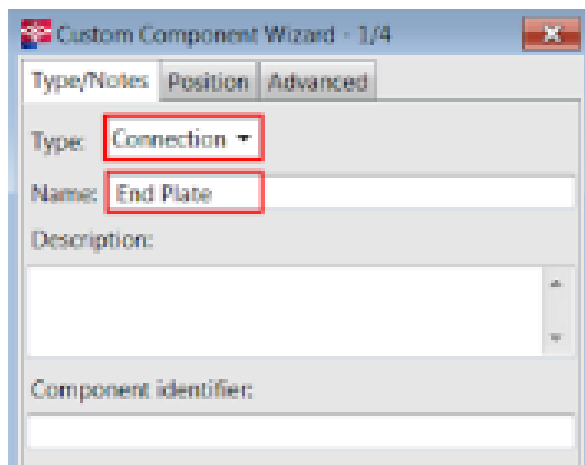 Custom Component Wizard - 1/4
Type/Notes Position Advanced
Type: Connection
Name: End Plate
Description:
Component identifier: